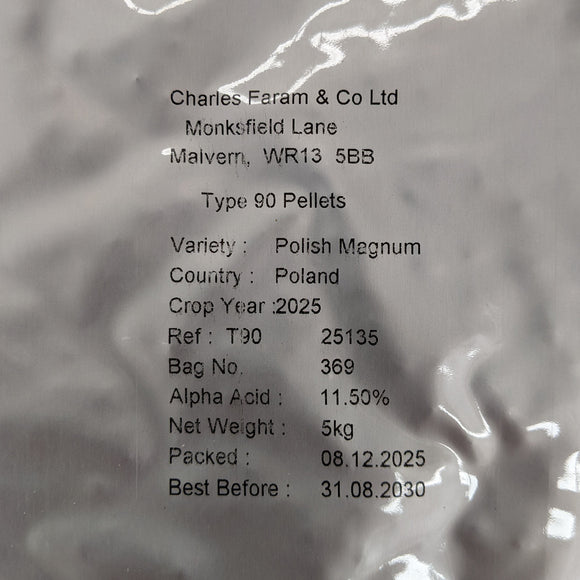 Charles Faram & Co Ltd
Monksfield Lane
Malvern, WR13 5BB
Type 90 Pellets
Variety : Polish Magnum
Country : Poland
Crop Year :2025
Ref : T90 25135
Bag No. 369
Alpha Acid : 11.50%
Net Weight : 5kg
Packed : 08.12.2025
Best Before : 31.08.2030